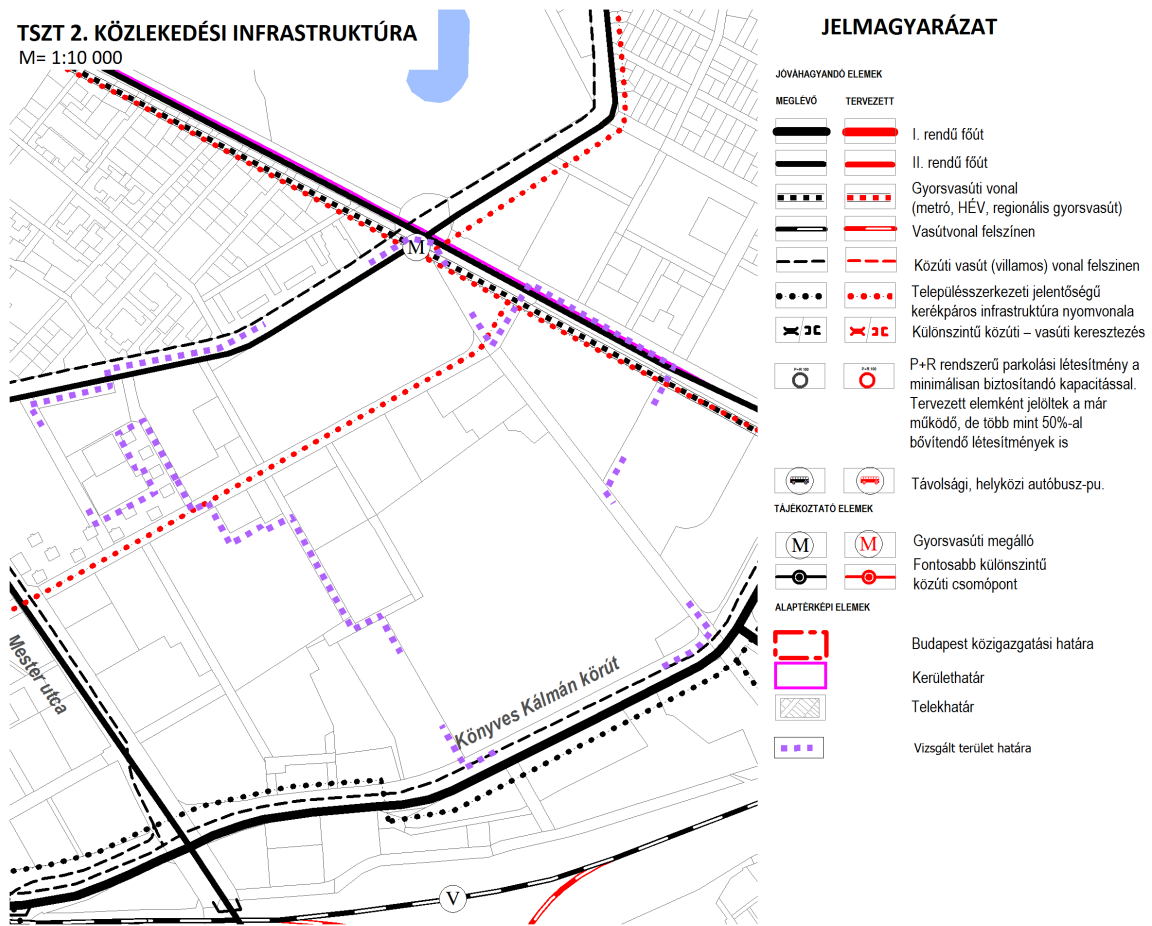 TSZT 2. KÖZLEKEDÉSI INFRASTRUKTÚRA
M= 1:10 000
M
Mester utca
Könyves Kálmán körút
V
JELMAGYARÁZAT
JÓVÁHAGYANDÓ ELEMEK
MEGLÉVŐ TERVEZETT
I. rendű főút
II. rendű főút
Gyorsvasúti vonal
(metró, HÉV, regionális gyorsvasút)
Vasútvonal felszínen
Közúti vasút (villamos) vonal felszinen
Településszerkezeti jelentőségű
kerékpáros infrastruktúra nyomvonala
Különszintű közúti – vasúti keresztezés
P+R 100 P+R 100
P+R rendszerű parkolási létesítmény a
minimálisan biztosítandó kapacitással.
Tervezett elemként jelöltek a már
működő, de több mint 50%-al
bővítendő létesítmények is
Távolsági, helyközi autóbusz-pu.
TÁJÉKOZTATÓ ELEMEK
M M Gyorsvasúti megálló
Fontosabb különszintű
közúti csomópont
ALAPTÉRKÉPI ELEMEK
Budapest közigazgatási határa
Kerülethatár
Telekhatár
Vizsgált terület határa